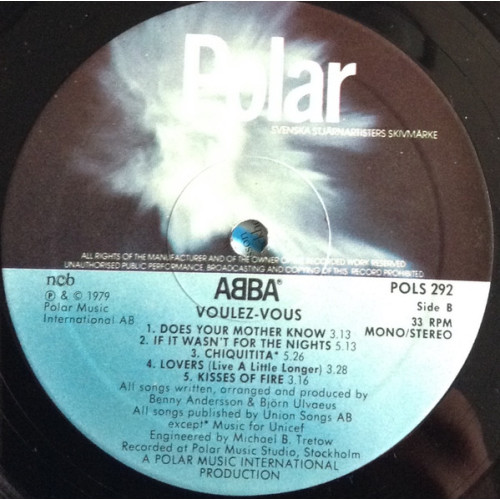 Polar
SVENSKA STJÄRNARTISTERS SKIVMÄRKE
ALL RIGHTS OF THE MANUFACTURER AND OF THE OWNER OF THE RECORDED WORK RESERVED
UNAUTHORISED PUBLIC PERFORMANCE, BROADCASTING AND COPYING OF THIS RECORD PROHIBITED
ncb
ABBA
POLS 292
℗ & © 1979
Polar Music
International AB
VOULEZ-VOUS
Side B
33 RPM
MONO/STEREO
1. DOES YOUR MOTHER KNOW 3.13
2. IF IT WASN'T FOR THE NIGHTS 5.13
3. CHIQUITITA* 5.26
4. LOVERS (Live A Little Longer) 3.28
5. KISSES OF FIRE 3.16
All songs written, arranged and produced by
Benny Andersson & Björn Ulvaeus
All songs published by Union Songs AB
except* Music for Unicef
Engineered by Michael B. Tretow
Recorded at Polar Music Studio, Stockholm
A POLAR MUSIC INTERNATIONAL
PRODUCTION